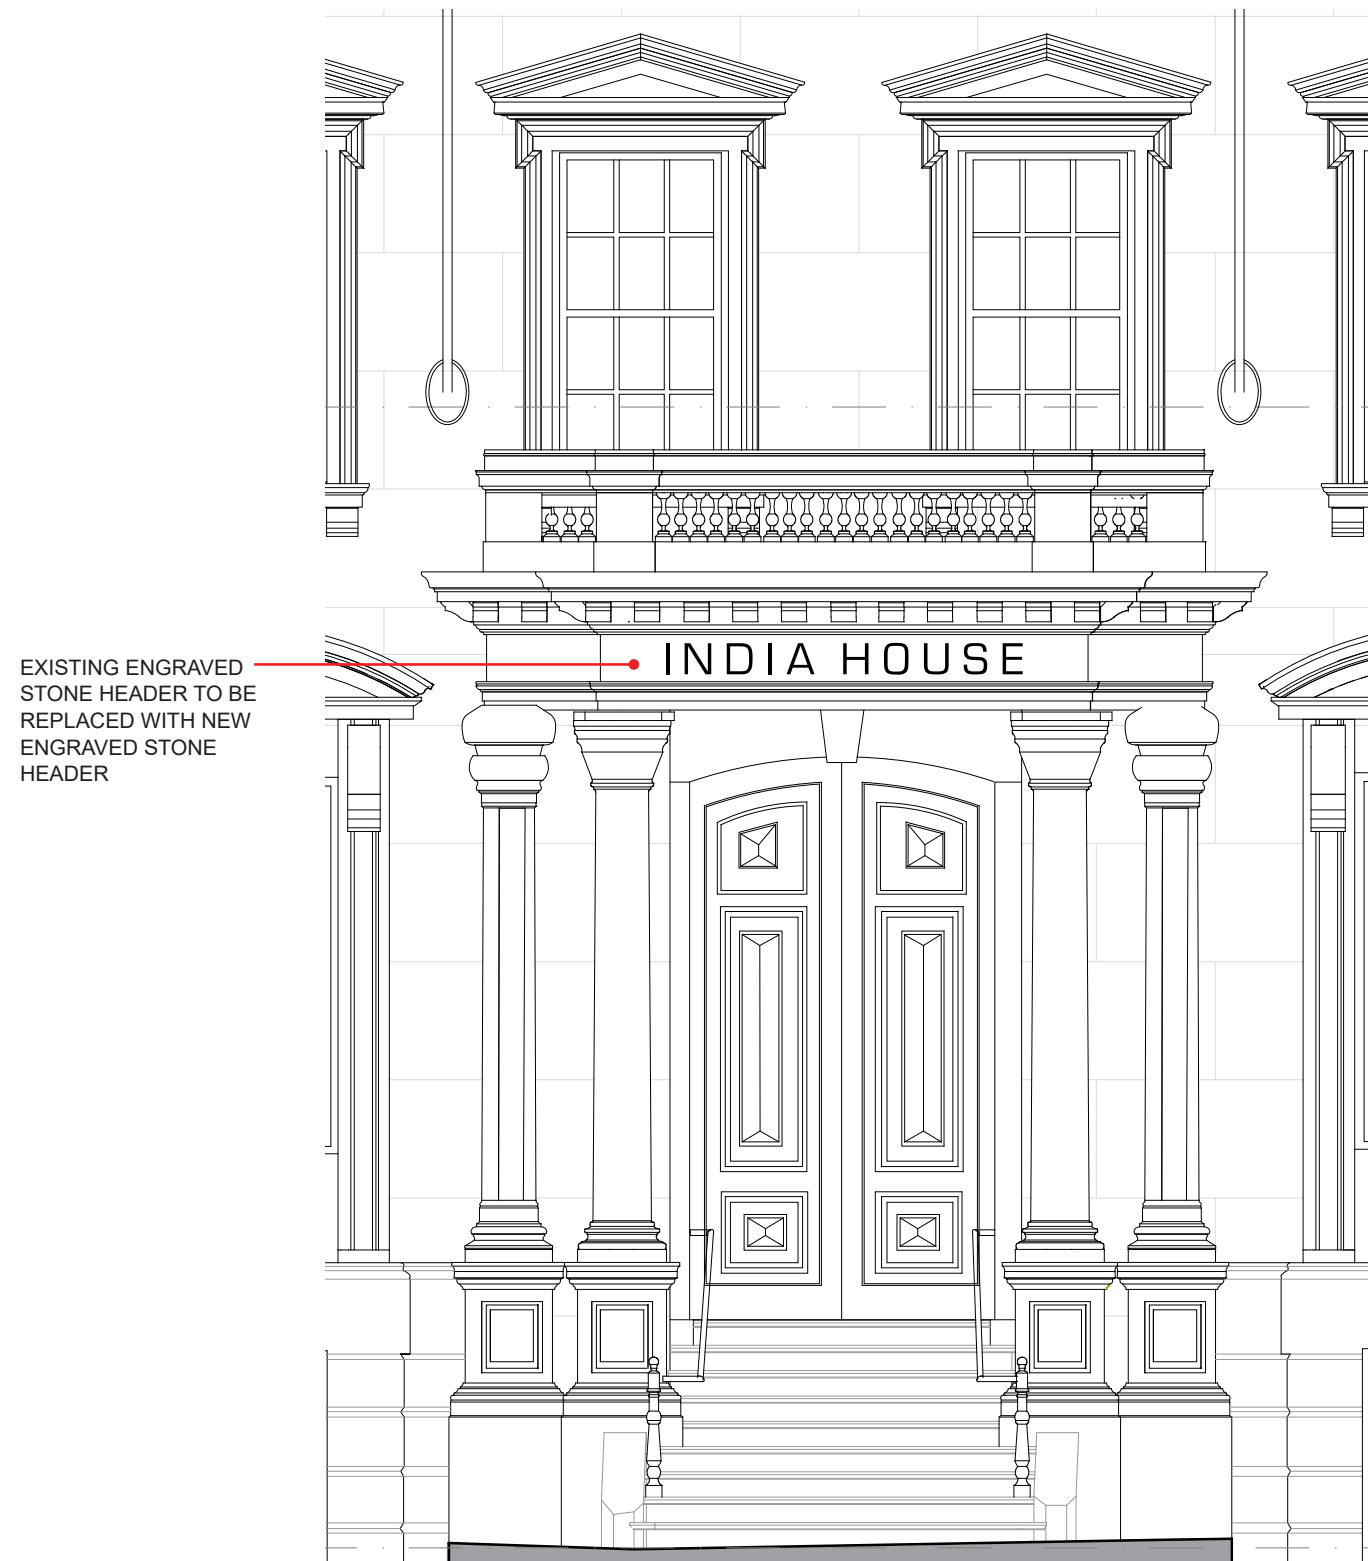 EXISTING ENGRAVED
STONE HEADER TO BE
REPLACED WITH NEW
ENGRAVED STONE
HEADER
INDIA HOUSE